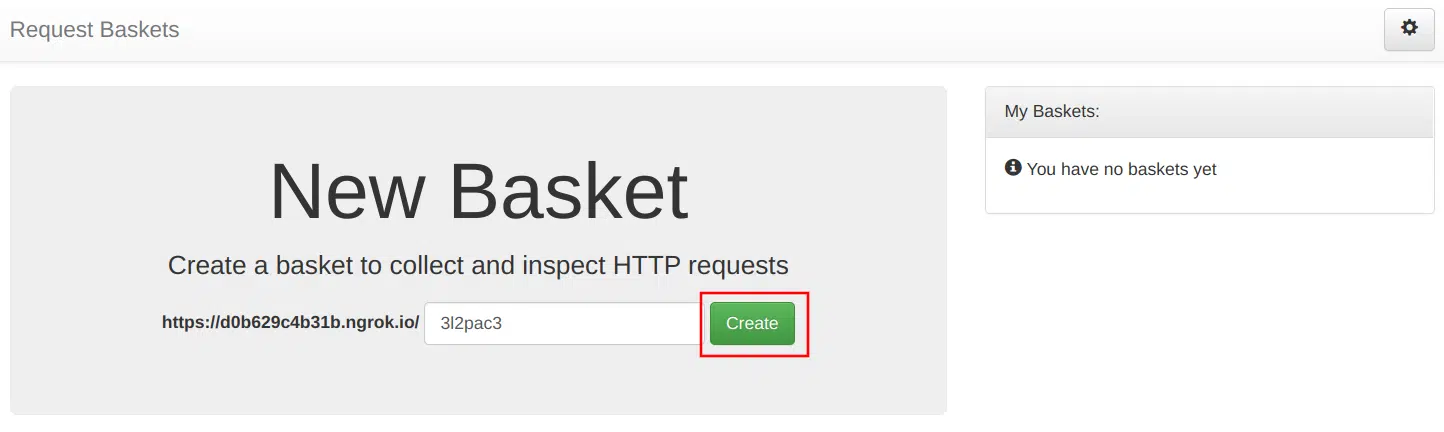 Request Baskets
New Basket
Create a basket to collect and inspect HTTP requests
https://d0b629c4b31b.ngrok.io/ 3l2pac3 Create
My Baskets:
You have no baskets yet